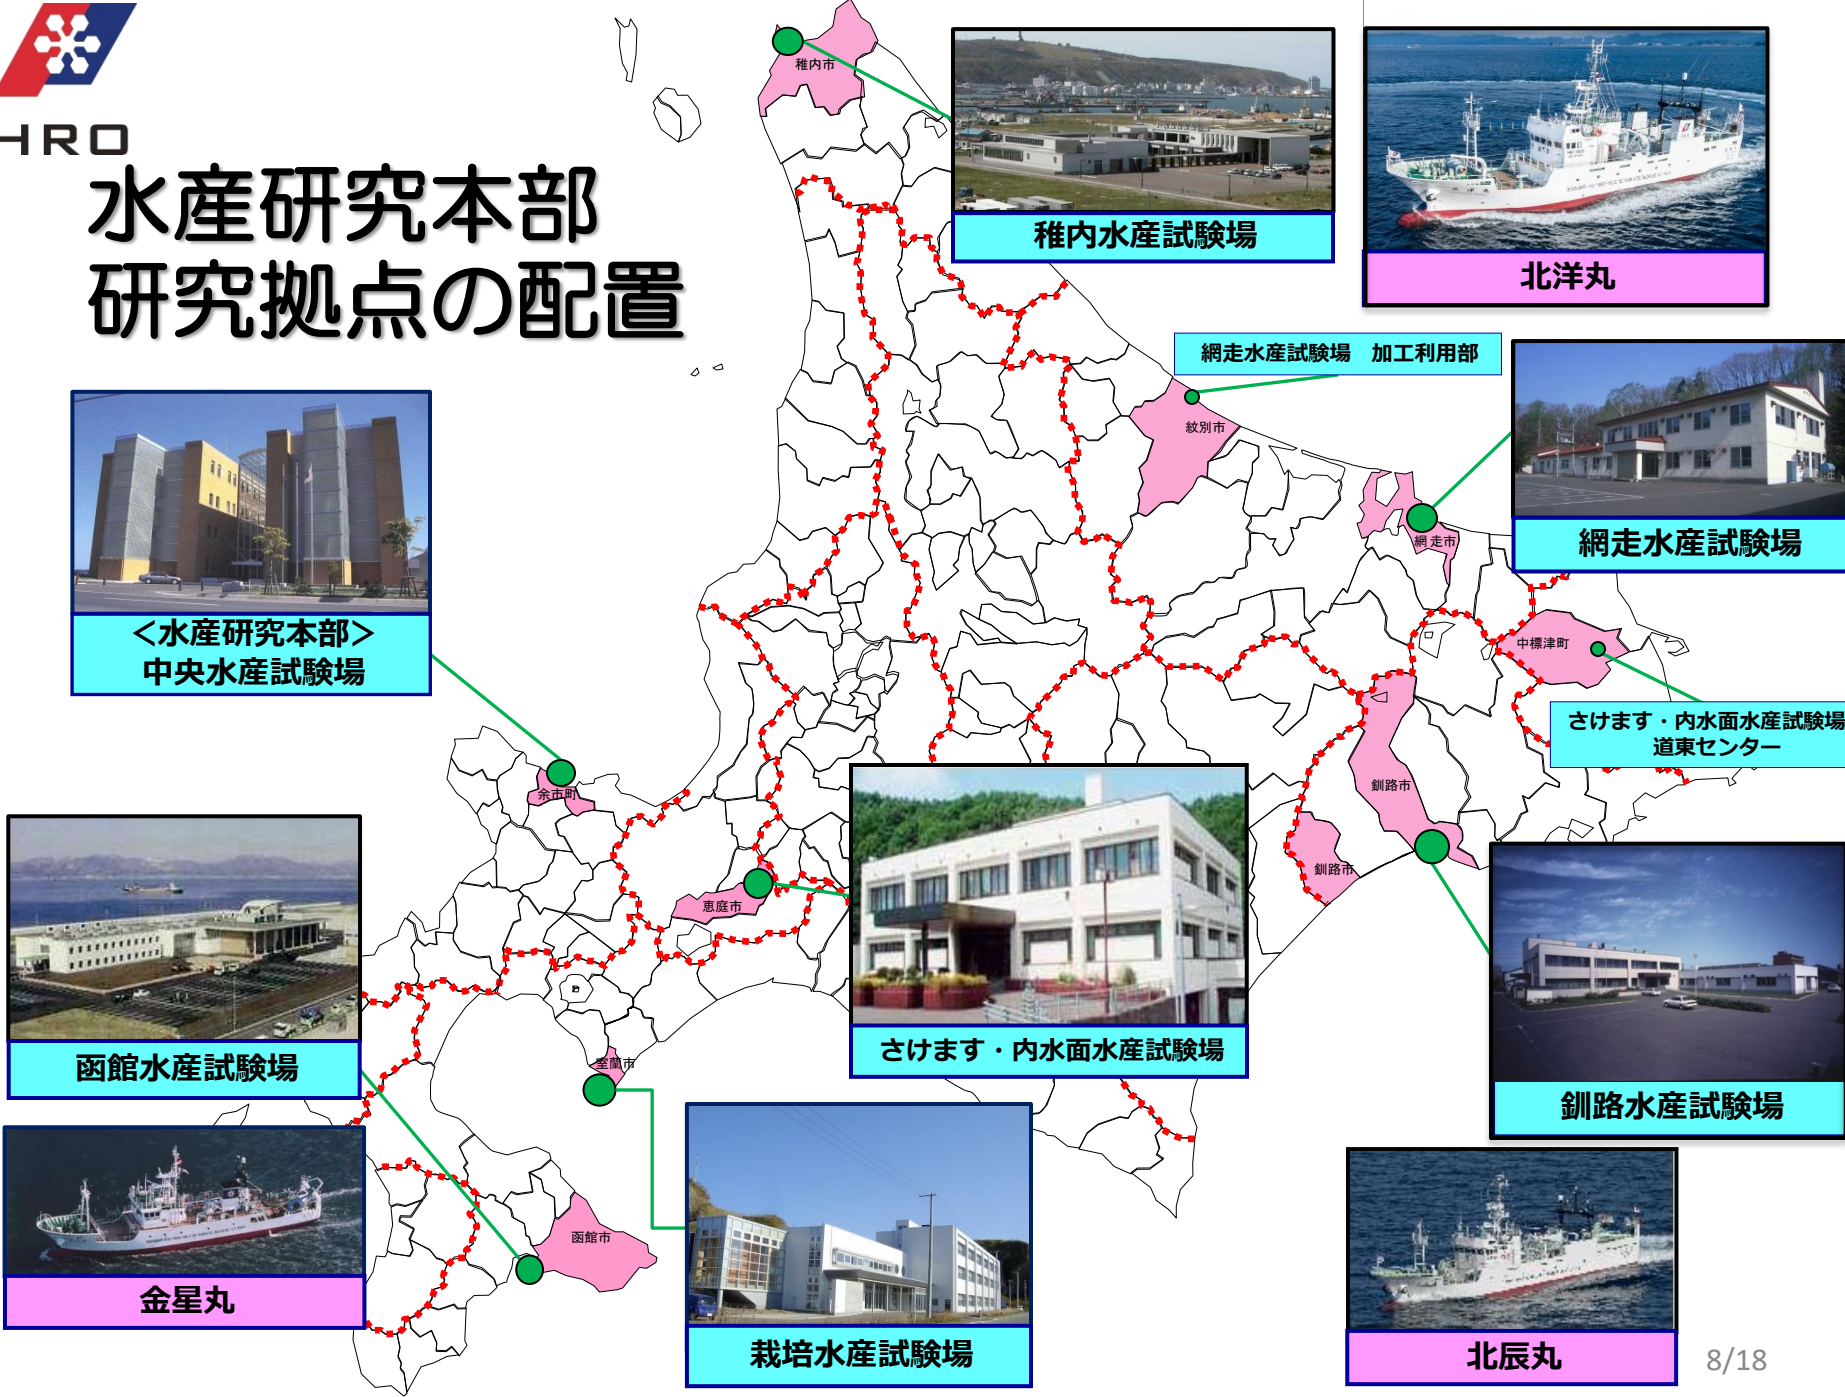 HRO
水産研究本部
研究拠点の配置
稚内市
稚内水産試験場
北洋丸
網走水産試験場　加工利用部
紋別市
網走市
網走水産試験場
<水産研究本部>
中央水産試験場
中標津町
さけます・内水面水産試験場
道東センター
余市町
釧路市
釧路市
恵庭市
さけます・内水面水産試験場
函館水産試験場
釧路水産試験場
室蘭市
金星丸
函館市
栽培水産試験場
北辰丸
8/18